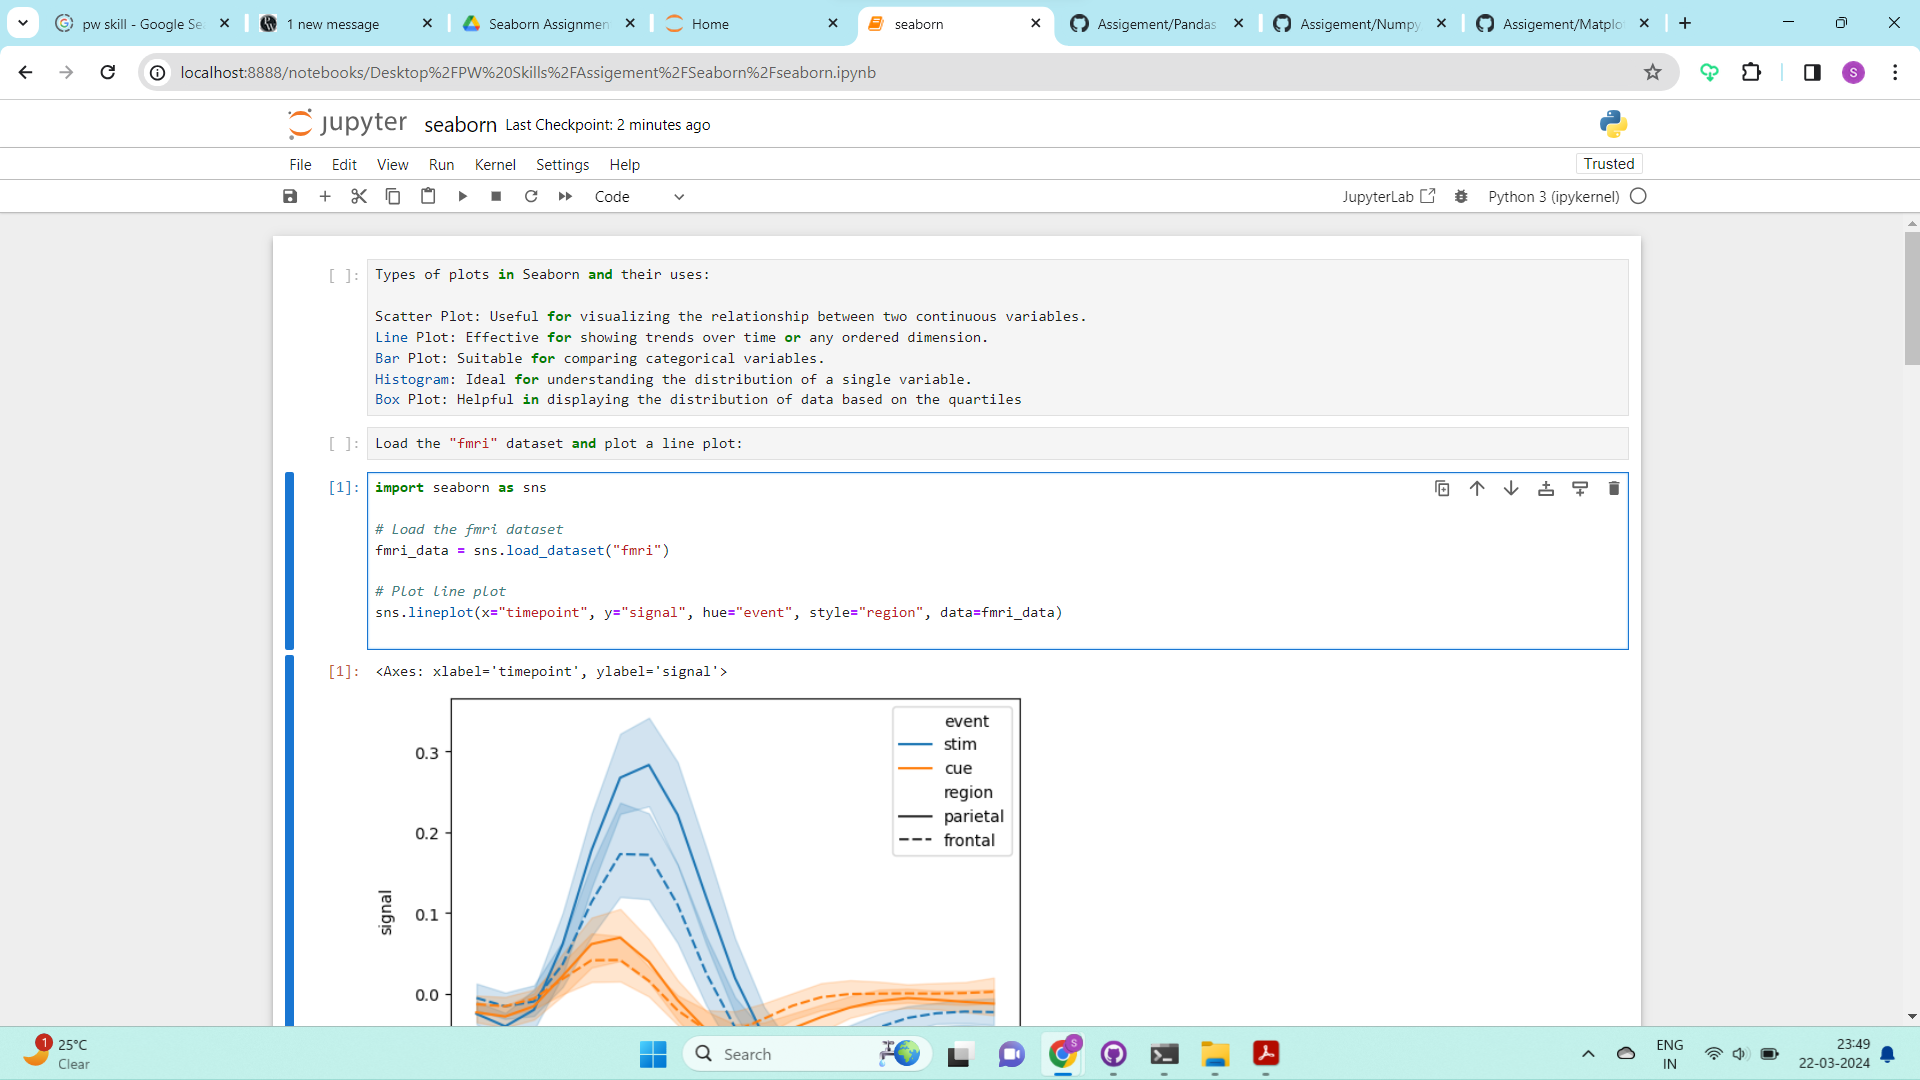 pw skill - Google Se
1 new message
Seaborn Assignmen
Home
seaborn
Assigement/Pandas
Assigement/Numpy
Assigement/Matplo
localhost:8888/notebooks/Desktop%2FPW%20Skills%2FAssigement%2FSeaborn%2Fseaborn.ipynb
S
jupyter seaborn Last Checkpoint: 2 minutes ago
File Edit View Run Kernel Settings Help
Trusted
Code
JupyterLab
Python 3 (ipykernel)
[ ]: Types of plots in Seaborn and their uses:
Scatter Plot: Useful for visualizing the relationship between two continuous variables.
Line Plot: Effective for showing trends over time or any ordered dimension.
Bar Plot: Suitable for comparing categorical variables.
Histogram: Ideal for understanding the distribution of a single variable.
Box Plot: Helpful in displaying the distribution of data based on the quartiles
[ ]: Load the "fmri" dataset and plot a line plot:
[1]: import seaborn as sns
# Load the fmri dataset
fmri_data = sns.load_dataset("fmri")
# Plot line plot
sns.lineplot(x="timepoint", y="signal", hue="event", style="region", data=fmri_data)
[1]: <Axes: xlabel='timepoint', ylabel='signal'>
event
stim
cue
region
parietal
frontal
0.3
0.2
0.1
0.0
signal
1
25°C
Clear
Search
S
ENG
IN
23:49
22-03-2024